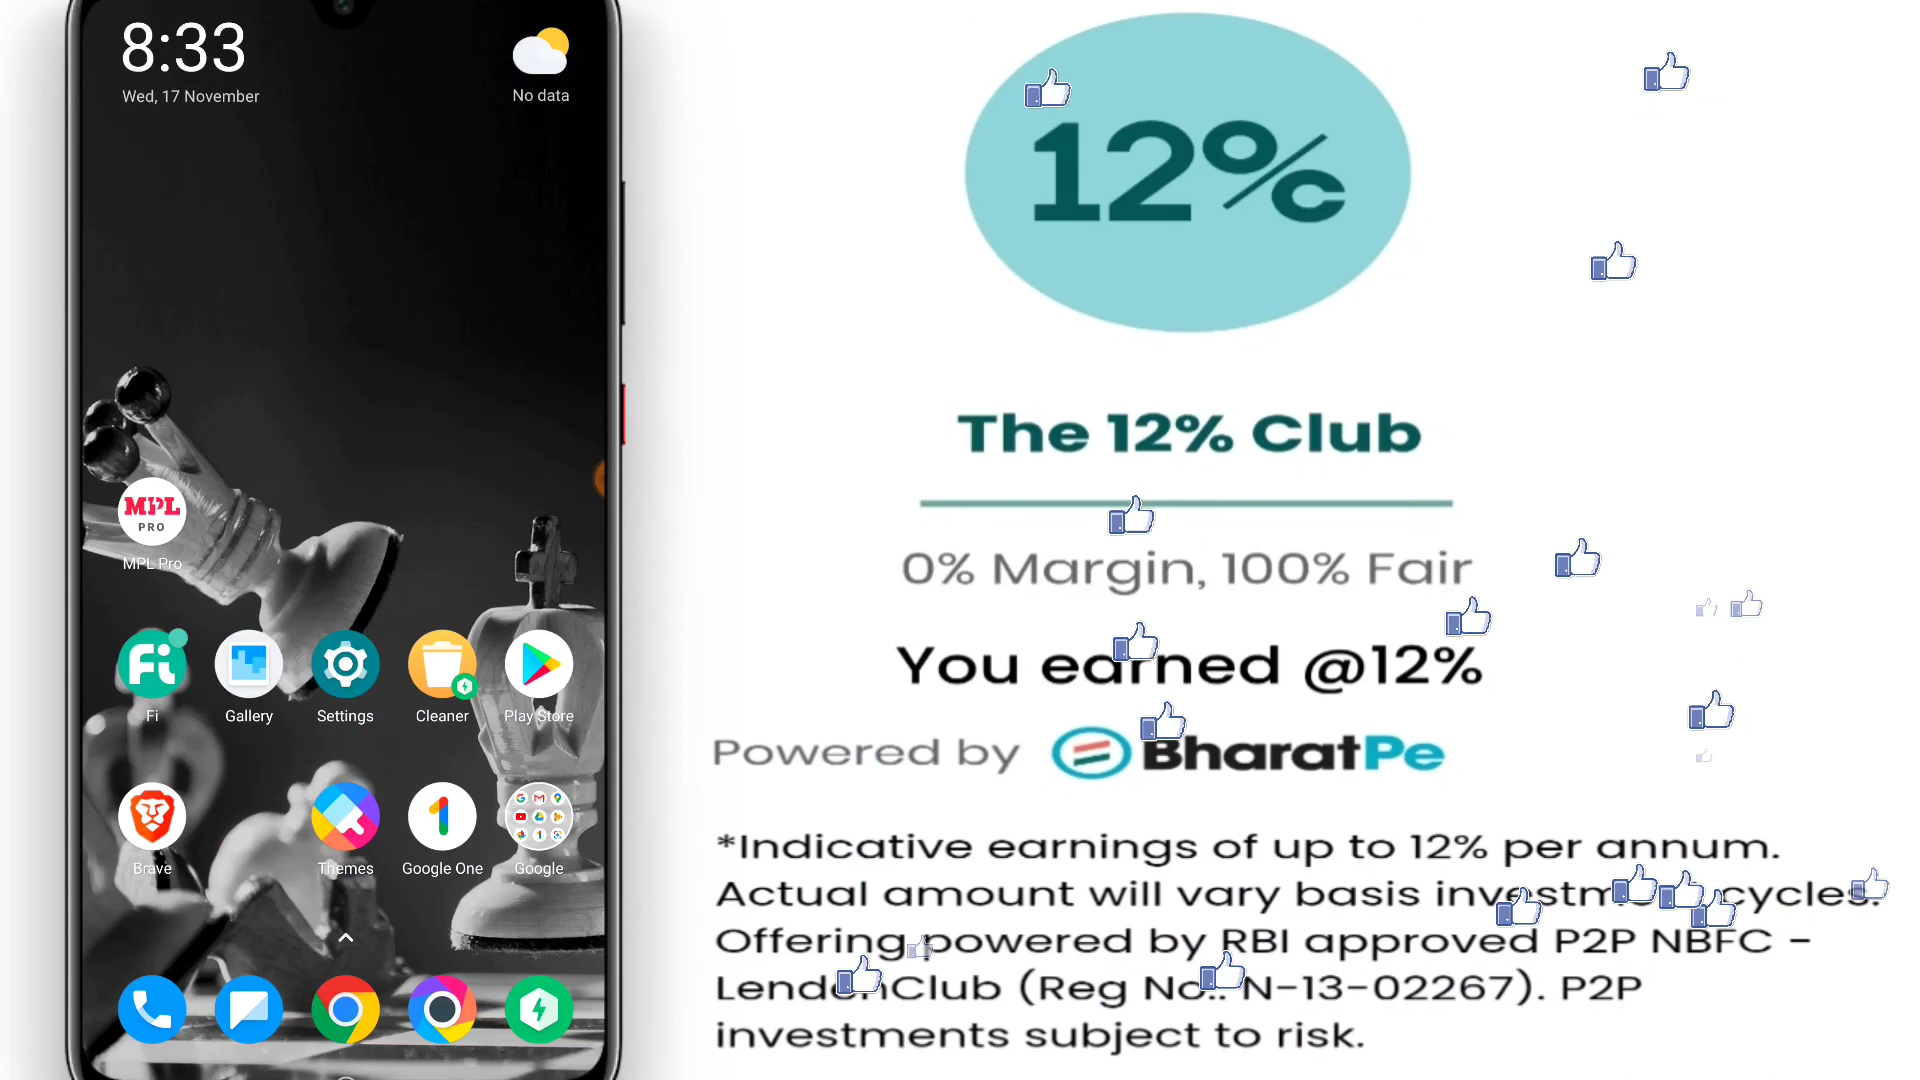 8:33
Wed, 17 November
No data
MPL
PRO
MPL Pro
Fi
Fi
Gallery
Settings
Cleaner
Play Store
Brave
Themes
1
Google One
Google
12%
The 12% Club
0% Margin, 100% Fair
You earned @12%
Powered by BharatPe
*Indicative earnings of up to 12% per annum.
Actual amount will vary basis investment cycles.
Offering powered by RBI approved P2P NBFC -
LendenClub (Reg No.: N-13-02267). P2P
investments subject to risk.